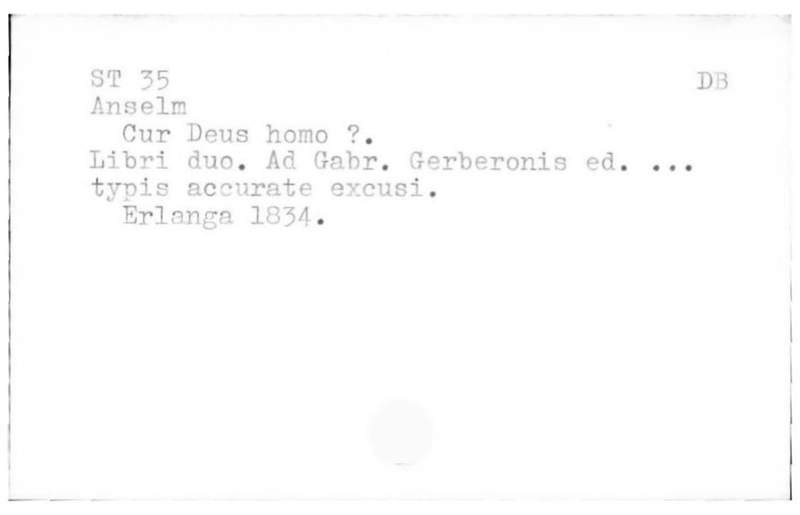 ST 35 DB
Anselm
Cur Deus homo ?.
Libri duo. Ad Gabr. Gerberonis ed. ...
typis accurate excusi.
Erlanga 1834.